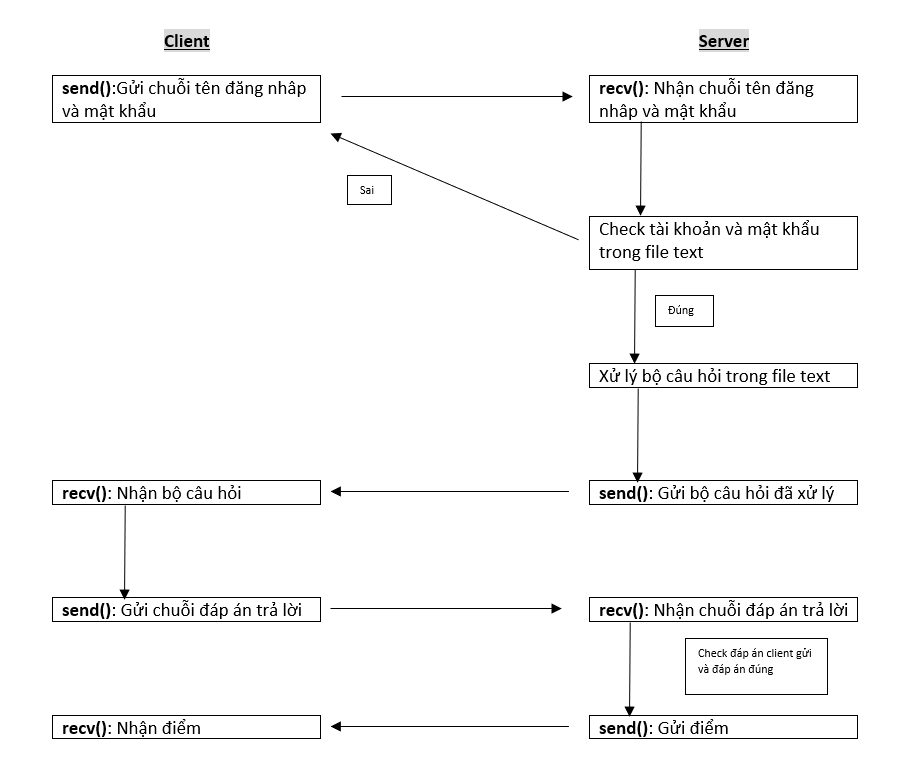 Client
Server
send():Gửi chuỗi tên đăng nhâp
và mật khẩu
recv(): Nhận chuỗi tên đăng
nhâp và mật khẩu
Sai
Check tài khoản và mật khẩu
trong file text
Đúng
Xử lý bộ câu hỏi trong file text
recv(): Nhận bộ câu hỏi
send(): Gửi bộ câu hỏi đã xử lý
send(): Gửi chuỗi đáp án trả lời
recv(): Nhận chuỗi đáp án trả lời
Check đáp án client gửi
và đáp án đúng
recv(): Nhận điểm
send(): Gửi điểm